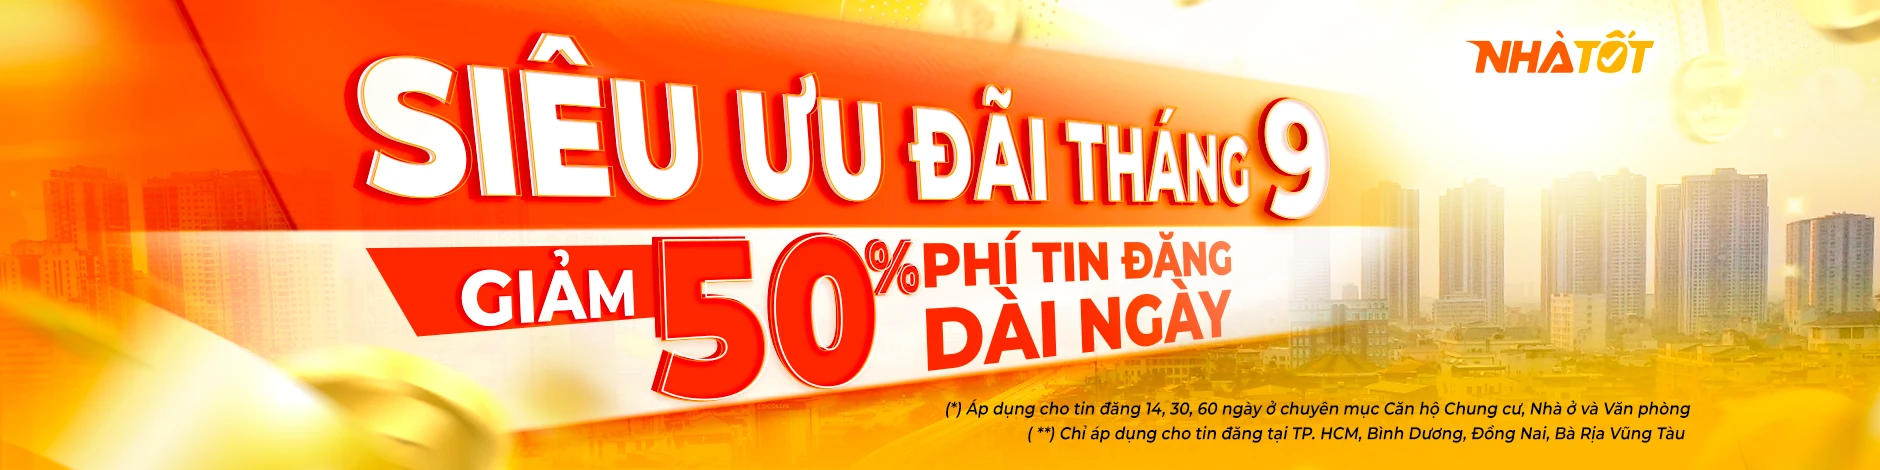 NHÀ TỐT
SIÊU ƯU ĐÃI THÁNG 9
GIẢM 50% PHÍ TIN ĐĂNG
DÀI NGÀY
(*) Áp dụng cho tin đăng 14, 30, 60 ngày ở chuyên mục Căn hộ Chung cư, Nhà ở và Văn phòng
( **) Chỉ áp dụng cho tin đăng tại TP. HCM, Bình Dương, Đồng Nai, Bà Rịa Vũng Tàu